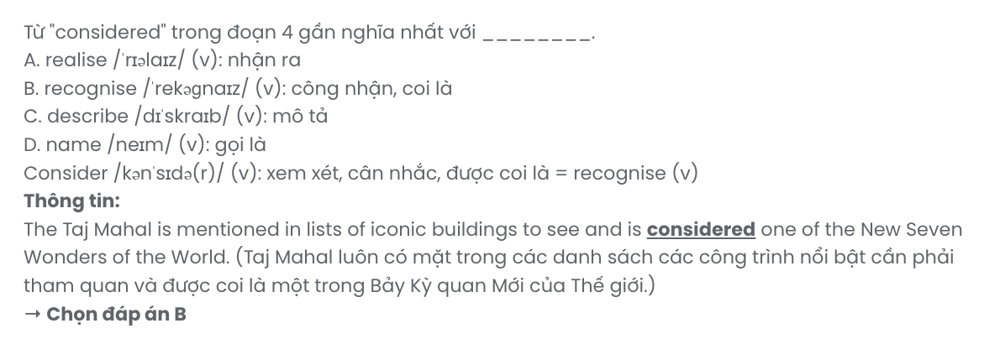 Từ "considered" trong đoạn 4 gần nghĩa nhất với ________.
A. realise /ˈrɪəlaɪz/ (v): nhận ra
B. recognise /ˈrekəɡnaɪz/ (v): công nhận, coi là
C. describe /dɪˈskraɪb/ (v): mô tả
D. name /neɪm/ (v): gọi là
Consider /kənˈsɪdə(r)/ (v): xem xét, cân nhắc, được coi là = recognise (v)
Thông tin:
The Taj Mahal is mentioned in lists of iconic buildings to see and is considered one of the New Seven
Wonders of the World. (Taj Mahal luôn có mặt trong các danh sách các công trình nổi bật cần phải
tham quan và được coi là một trong Bảy Kỳ quan Mới của Thế giới.)
→ Chọn đáp án B